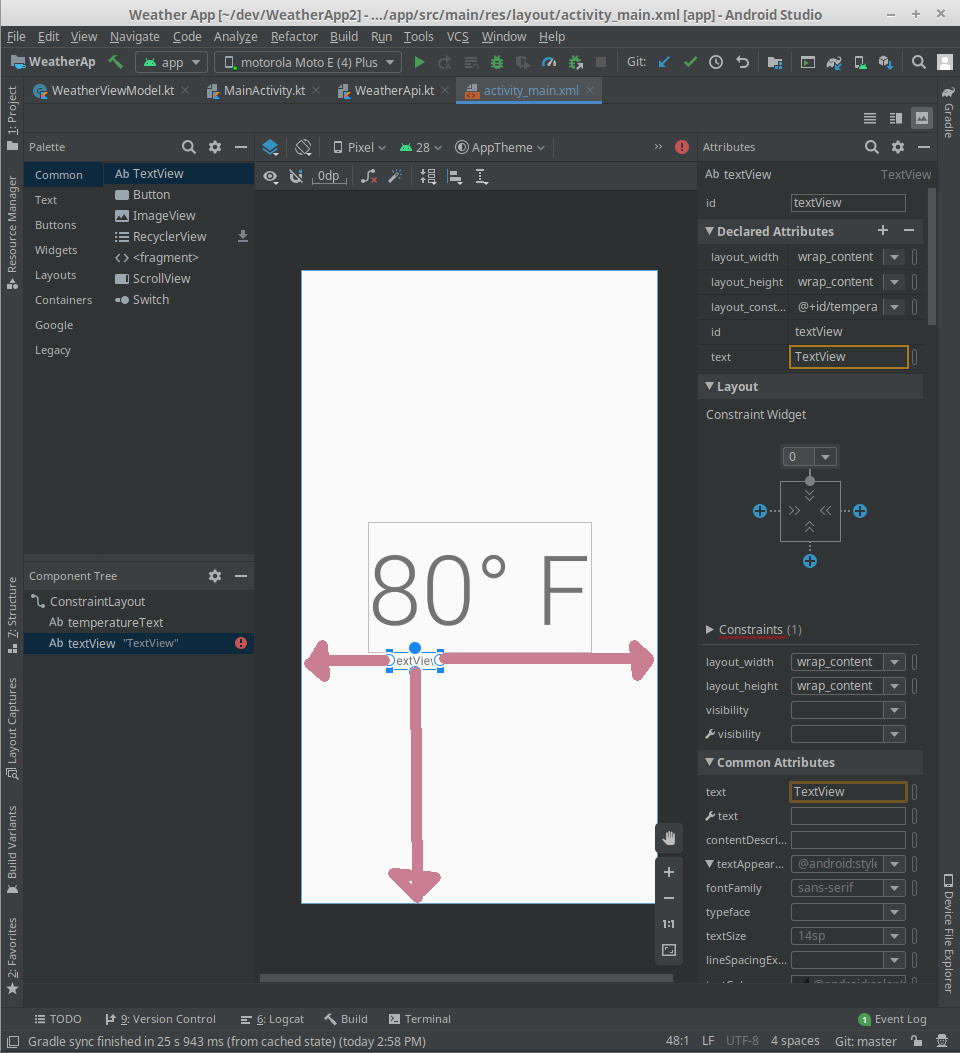 Weather App [~/dev/WeatherApp2] - .../app/src/main/res/layout/activity_main.xml [app] - Android Studio
File Edit View Navigate Code Analyze Refactor Build Run Tools VCS Window Help
WeatherAp app motorola Moto E (4) Plus Git:
WeatherViewModel.kt MainActivity.kt WeatherApi.kt activity_main.xml
1: Project
Resource Manager
7: Structure
Layout Captures
Build Variants
2: Favorites
Palette
Common
Text
Buttons
Widgets
Layouts
Containers
Google
Legacy
Ab TextView
Button
ImageView
RecyclerView
<fragment>
ScrollView
Switch
Component Tree
ConstraintLayout
Ab temperatureText
Ab textView "TextView"
Pixel 28 AppTheme
0dp
80° F
extView
1:1
Attributes
Ab textView TextView
id textView
Declared Attributes
layout_width wrap_content
layout_height wrap_content
layout_const... @+id/tempera
id textView
text TextView
Layout
Constraint Widget
0
Constraints (1)
layout_width wrap_content
layout_height wrap_content
visibility
visibility
Common Attributes
text TextView
text
contentDescri...
textAppear... @android:style
fontFamily sans-serif
typeface
textSize 14sp
lineSpacingEx...
Gradle
Device File Explorer
TODO 9: Version Control 6: Logcat Build Terminal 1 Event Log
Gradle sync finished in 25 s 943 ms (from cached state) (today 2:58 PM) 48:1 LF UTF-8 4 spaces Git: master